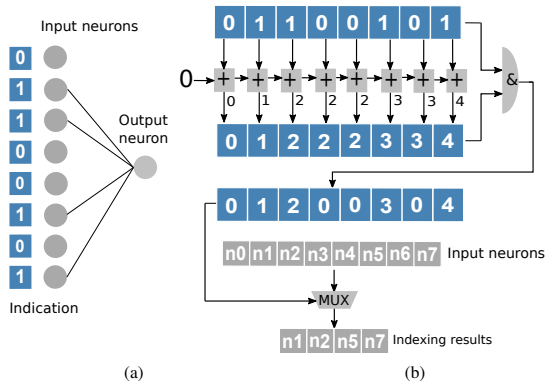 Input neurons
0
1
1
0
0
1
0
1
Output
neuron
Indication
(a)
0 1 1 0 0 1 0 1
0 + + + + + + + + &
0 1 2 2 2 3 3 4
0 1 2 2 2 3 3 4
0 1 2 0 0 3 0 4
n0 n1 n2 n3 n4 n5 n6 n7 Input neurons
MUX
n1 n2 n5 n7 Indexing results
(b)